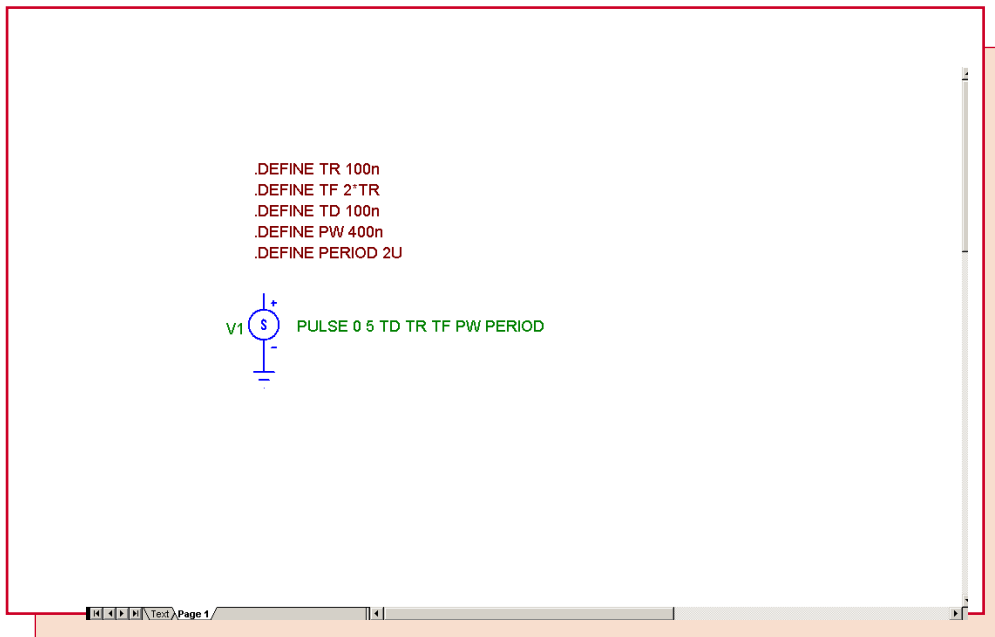 .DEFINE TR 100n
.DEFINE TF 2*TR
.DEFINE TD 100n
.DEFINE PW 400n
.DEFINE PERIOD 2U
+
V1 S PULSE 0 5 TD TR TF PW PERIOD
-
Text Page 1